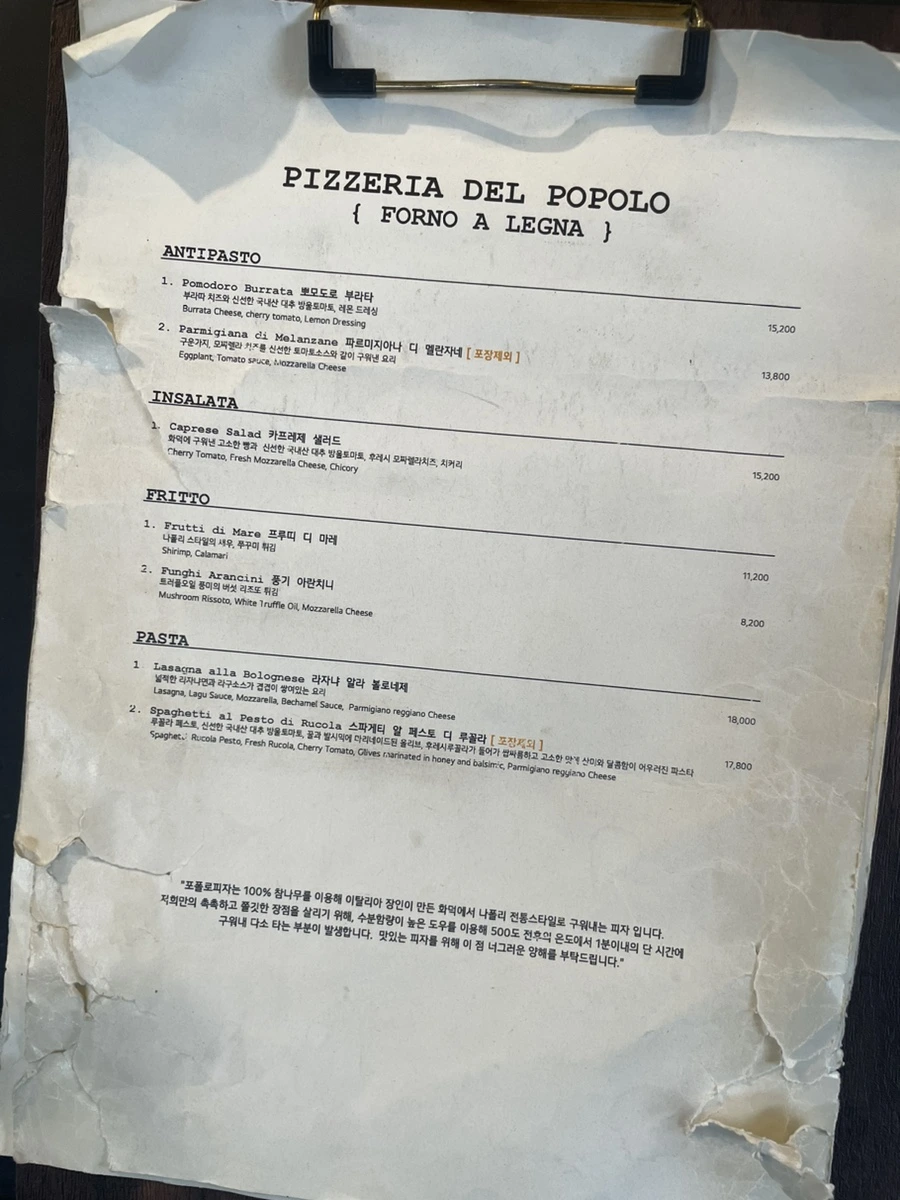 PIZZERIA DEL POPOLO
{ FORNO A LEGNA }
ANTIPASTO
1. Pomodoro Burrata 뽀모도로 부라타
부라따 치즈와 신선한 국내산 대추 방울토마토, 레몬 드레싱
Burrata Cheese, cherry tomato, Lemon Dressing
15,200
2. Parmigiana di Melanzane 파르미지아나 디 멜란자네 [ 포장제외 ]
구운가지, 모짜렐라 치즈를 신선한 토마토소스와 같이 구워낸 요리
Eggplant, Tomato sauce, Mozzarella Cheese
13,800
INSALATA
1. Caprese Salad 카프레제 샐러드
화덕에 구워낸 고소한 빵과 신선한 국내산 대추 방울토마토, 후레시 모짜렐라치즈, 치커리
Cherry Tomato, Fresh Mozzarella Cheese, Chicory
15,200
FRITTO
1. Frutti di Mare 프루띠 디 마레
나폴리 스타일의 새우, 쭈꾸미 튀김
Shirimp, Calamari
11,200
2. Funghi Arancini 풍기 아란치니
트러플오일 풍미의 버섯 리조또 튀김
Mushroom Rissoto, White Truffle Oil, Mozzarella Cheese
8,200
PASTA
1 Lasagna alla Bolognese 라자냐 알라 볼로네제
넓적한 라자냐면과 라구소스가 겹겹이 쌓여있는 요리
Lasagna, Lagu Sauce, Mozzarella, Bechamel Sauce, Parmigiano reggiano Cheese
18,000
2. Spaghetti al Pesto di Rucola 스파게티 알 페스토 디 루꼴라 [ 포장제외 ]
루꼴라 페스토, 신선한 국내산 대추 방울토마토, 꿀과 발시믹에 마리네이드된 올리브, 후레시루꼴라가 들어가 쌉싸름하고 고소한 맛에 산미와 달콤함이 어우러진 파스타
Spaghetti Rucola Pesto, Fresh Rucola, Cherry Tomato, Olives marinated in honey and balsimic, Parmigiano reggiano Cheese
17,800
"포폴로피자는 100% 참나무를 이용해 이탈리아 장인이 만든 화덕에서 나폴리 전통스타일로 구워내는 피자 입니다.
저희만의 촉촉하고 쫄깃한 장점을 살리기 위해, 수분함량이 높은 도우를 이용해 500도 전후의 온도에서 1분이내의 단 시간에
구워내 다소 타는 부분이 발생합니다. 맛있는 피자를 위해 이 점 너그러운 양해를 부탁드립니다."